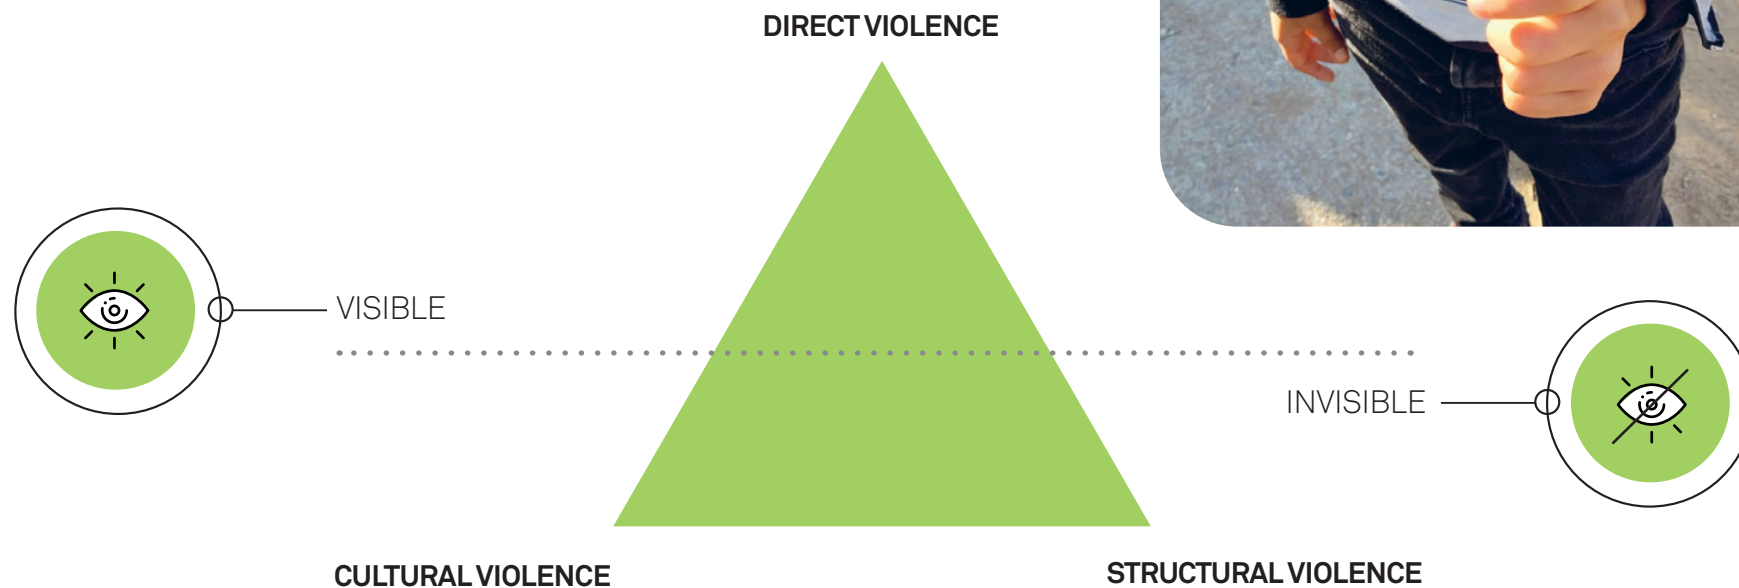 DIRECT VIOLENCE
VISIBLE
INVISIBLE
CULTURAL VIOLENCE
STRUCTURAL VIOLENCE